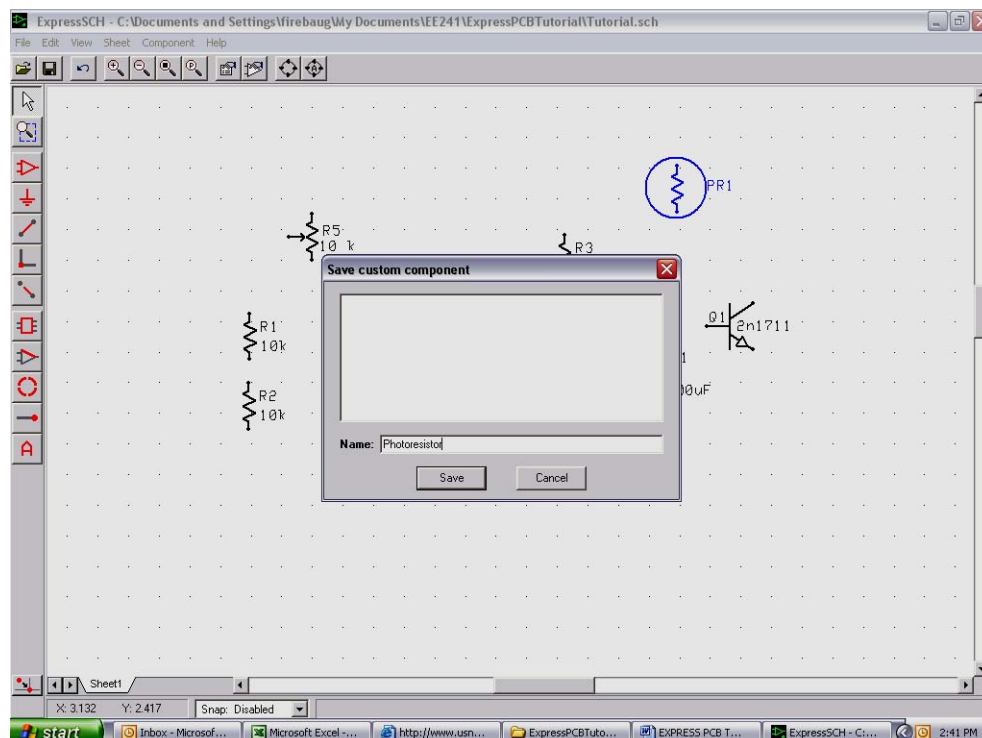 ExpressSCH - C:\Documents and Settings\firebaug\My Documents\EE241\ExpressPCBTutorial\Tutorial.sch
File Edit View Sheet Component Help
PR1
R5
10 k
R3
Save custom component
R1
10k
Q1
2n1711
R2
10k
Name: Photoresistor
Save Cancel
Sheet1
X: 3.132 Y: 2.417 Snap: Disabled
start Inbox - Microsof... Microsoft Excel -... http://www.usn... ExpressPCBTuto... EXPRESS PCB T... ExpressSCH - C:... 2:41 PM